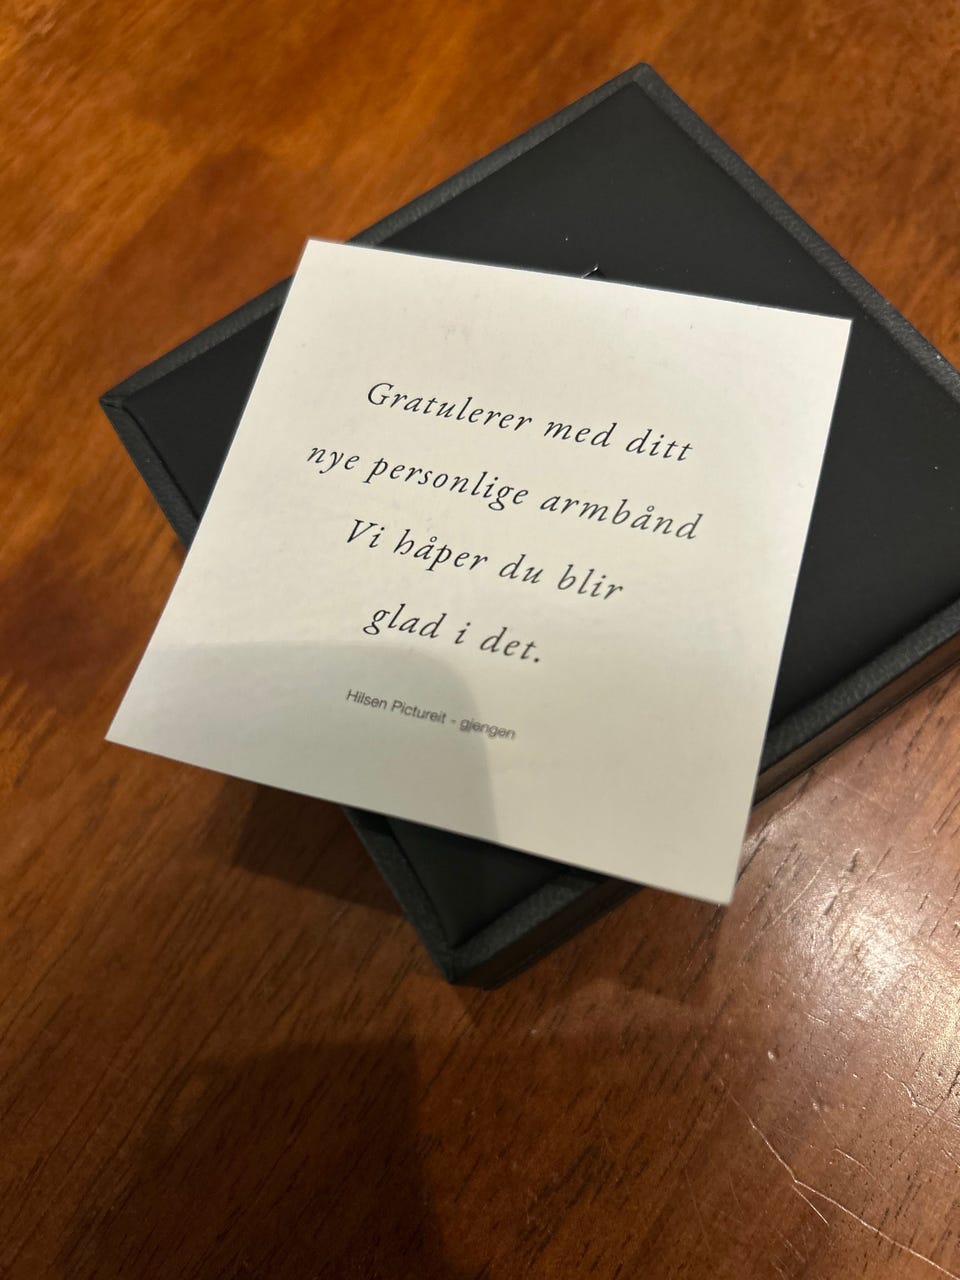 Gratulerer med ditt
nye personlige armbånd
Vi håper du blir
glad i det.
Hilsen Pictureit - gjengen